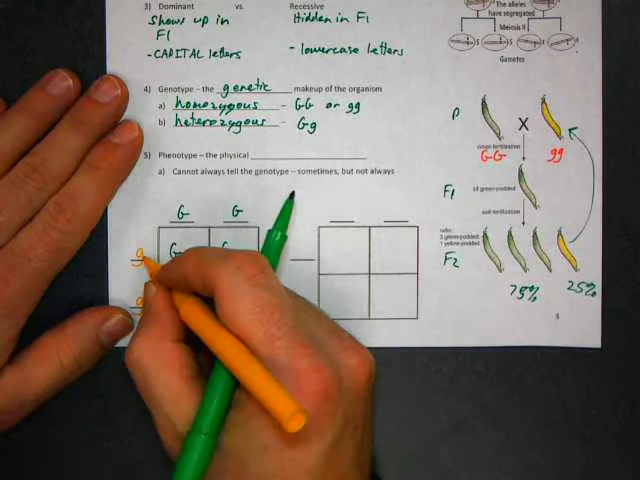 3) Dominant vs. Recessive
Shows up in
F1
Hidden in F1
- CAPITAL letters
- lowercase letters
4) Genotype – the genetic makeup of the organism
a) homozygous - GG or gg
b) heterozygous - Gg
5) Phenotype – the physical
a) Cannot always tell the genotype – sometimes, but not always
G G
g G
g
The alleles
have segregated
Meiosis II
Gametes
P X
cross-fertilization
GG gg
F1
all green-podded
self-fertilization
ratio:
3 green-podded:
1 yellow-podded
F2
75% 25%
3